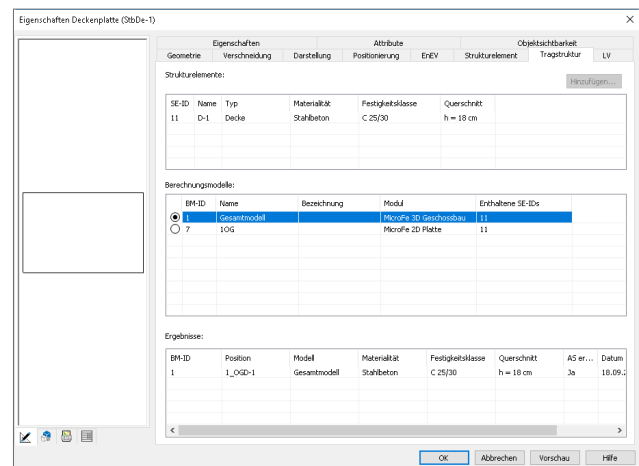 Eigenschaften Deckenplatte (StbDe-1)
Eigenschaften Attribute Objektsichtbarkeit
Geometrie Verschneidung Darstellung Positionierung EnEV Strukturelement Tragstruktur LV
Strukturelemente:
Hinzufügen...
SE-ID Name Typ Materialität Festigkeitsklasse Querschnitt
11 D-1 Decke Stahlbeton C 25/30 h = 18 cm
Berechnungsmodelle:
BM-ID Name Bezeichnung Modul Enthaltene SE-IDs
1 Gesamtmodell MicroFe 3D Geschossbau 11
7 1OG MicroFe 2D Platte 11
Ergebnisse:
BM-ID Position Modell Materialität Festigkeitsklasse Querschnitt AS er... Datum
1 1_OGD-1 Gesamtmodell Stahlbeton C 25/30 h = 18 cm Ja 18.09.
OK Abbrechen Vorschau Hilfe